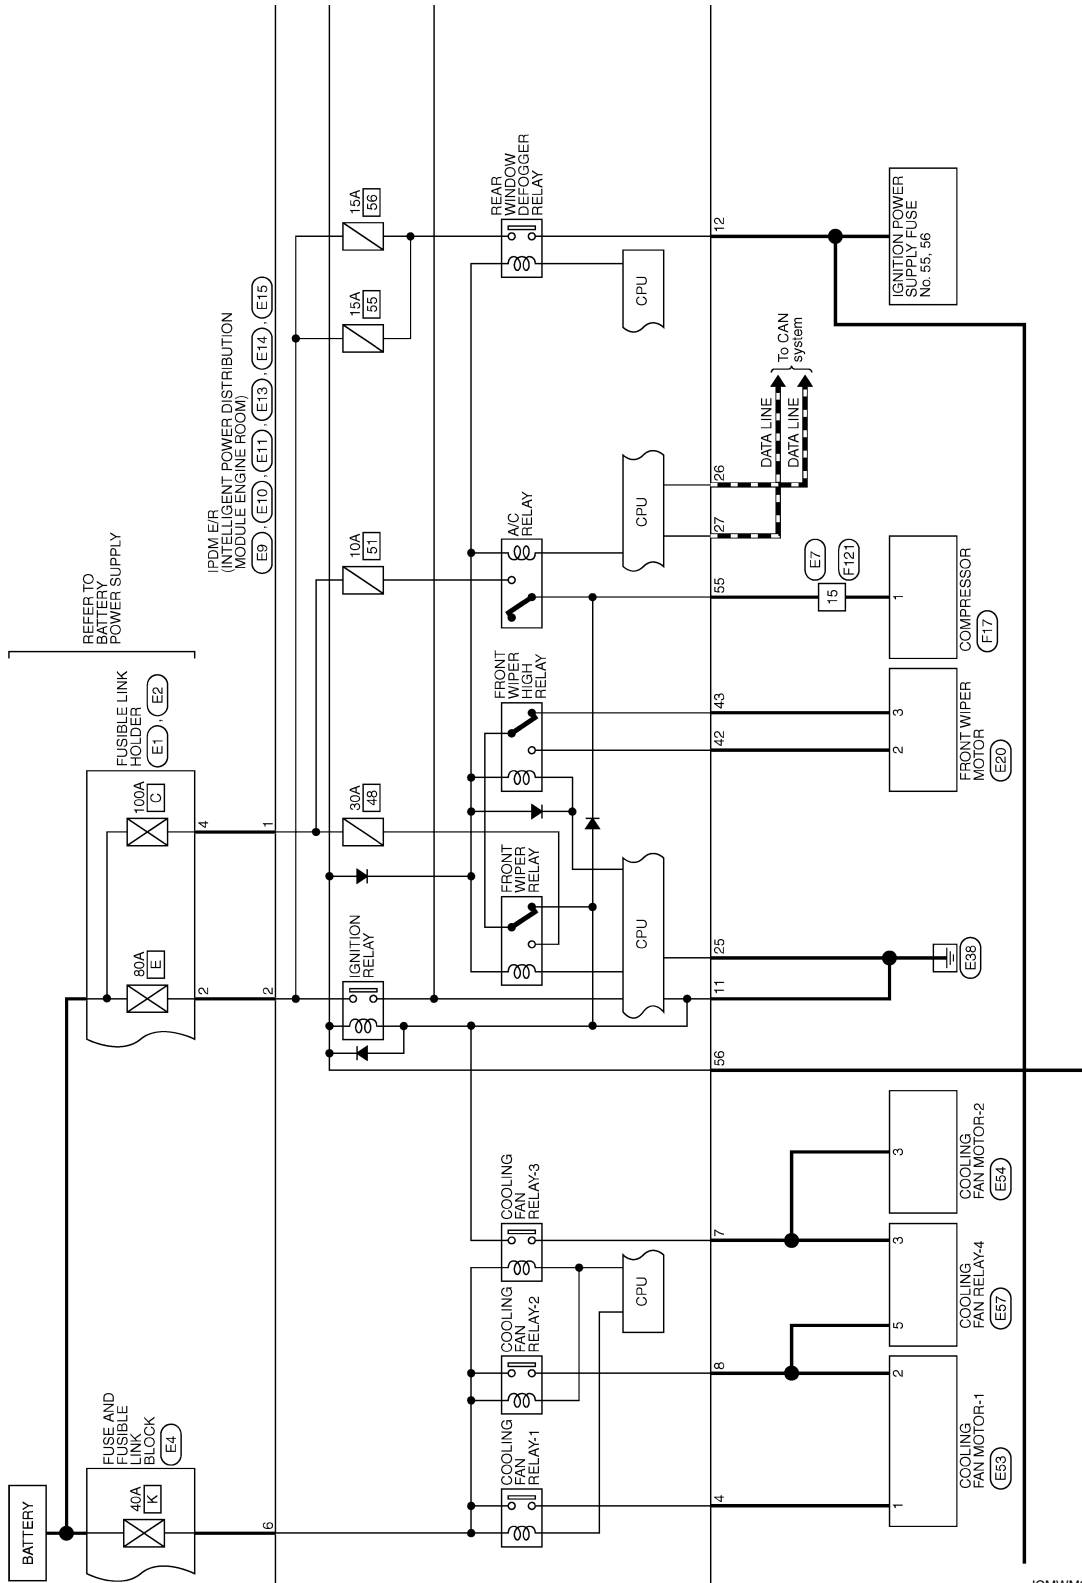 BATTERY
FUSE AND
FUSIBLE
LINK
BLOCK
E4
40A
K
6
REFER TO
BATTERY
POWER SUPPLY
FUSIBLE LINK
HOLDER
E1 , E2
80A
E
2
2
100A
C
4
1
IPDM E/R
(INTELLIGENT POWER DISTRIBUTION
MODULE ENGINE ROOM)
E9 , E10 , E11 , E13 , E14 , E15
IGNITION
RELAY
30A
48
10A
51
15A
55
15A
56
COOLING
FAN
RELAY-1
COOLING
FAN
RELAY-2
COOLING
FAN
RELAY-3
FRONT
WIPER
RELAY
FRONT
WIPER
HIGH
RELAY
A/C
RELAY
REAR
WINDOW
DEFOGGER
RELAY
CPU
CPU
CPU
CPU
4
8
7
56
11
25
42
43
55
27
26
12
DATA LINE
DATA LINE
To CAN
system
15
E7
F121
1
2
COOLING
FAN MOTOR-1
E53
5
3
COOLING
FAN RELAY-4
E57
3
COOLING
FAN MOTOR-2
E54
E38
2
3
FRONT WIPER
MOTOR
E20
1
COMPRESSOR
F17
IGNITION POWER
SUPPLY FUSE
No. 55, 56